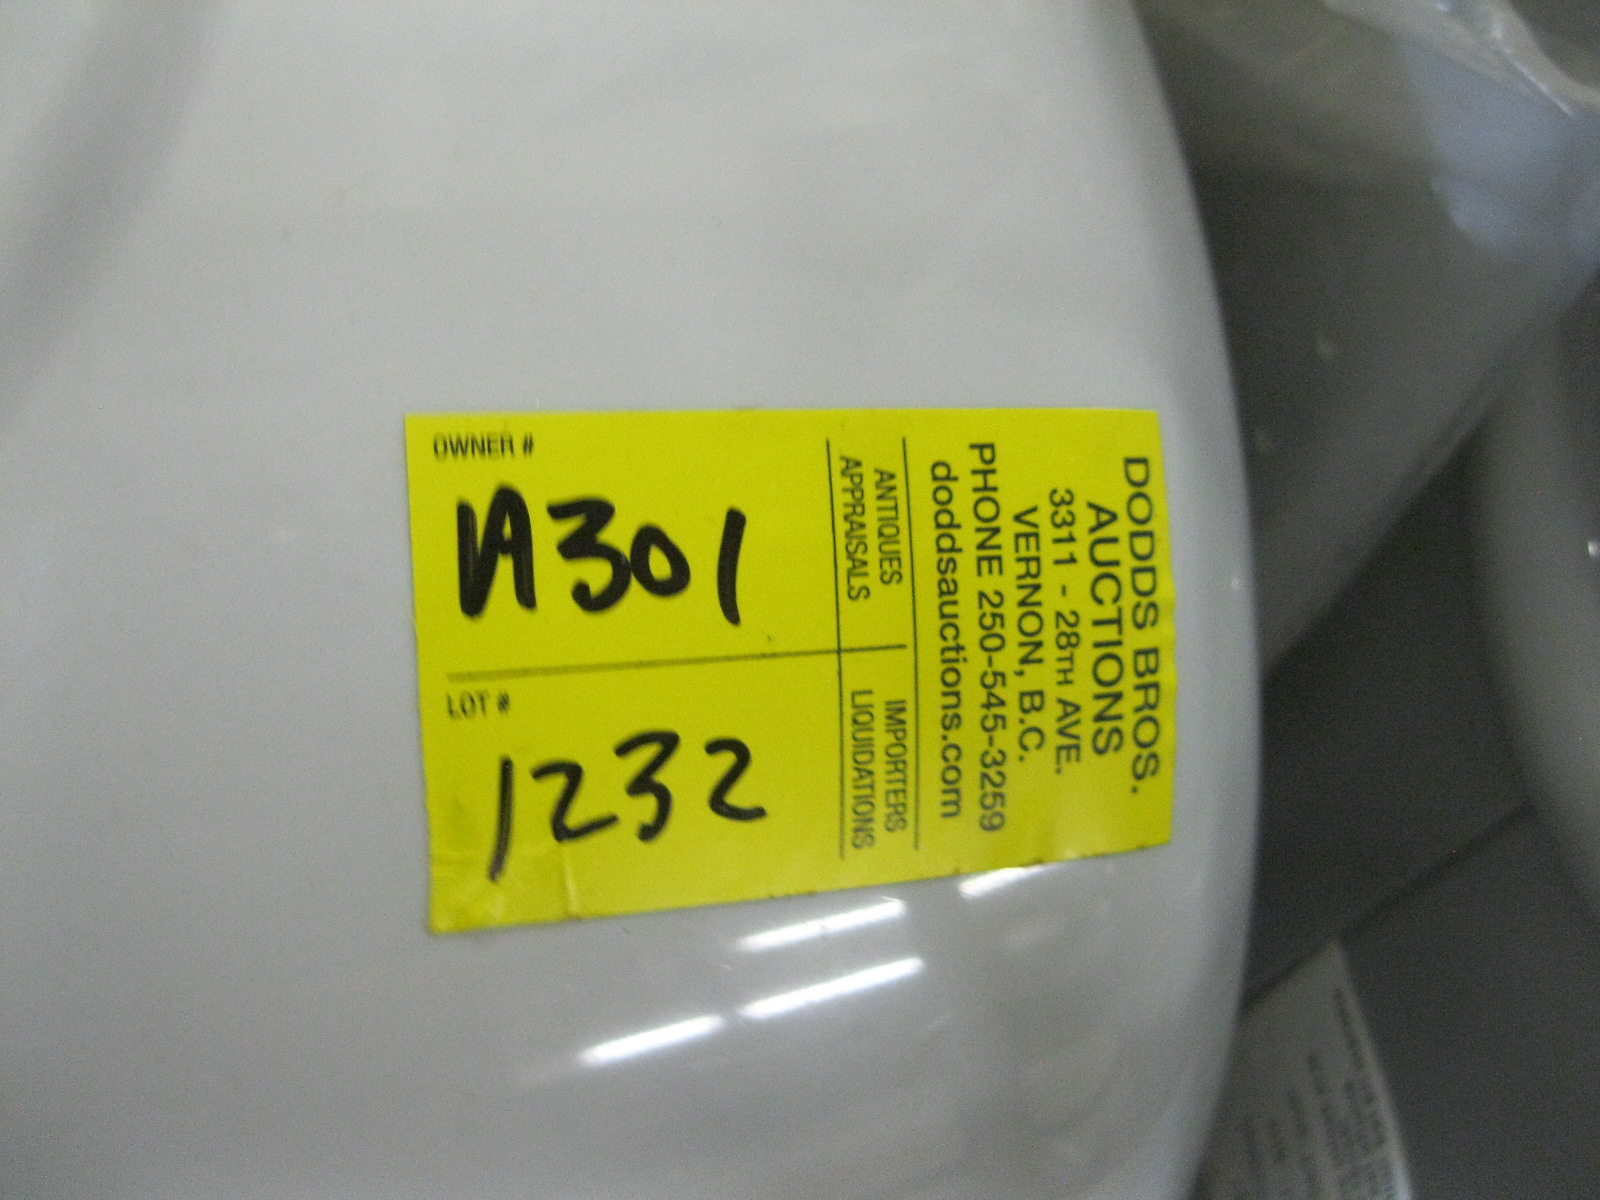 DODDS BROS.
AUCTIONS
3311 - 28TH AVE.
VERNON, B.C.
PHONE 250-545-3259
doddsauctions.com
ANTIQUES
APPRAISALS
IMPORTERS
LIQUIDATIONS
OWNER #
A301
LOT #
1232